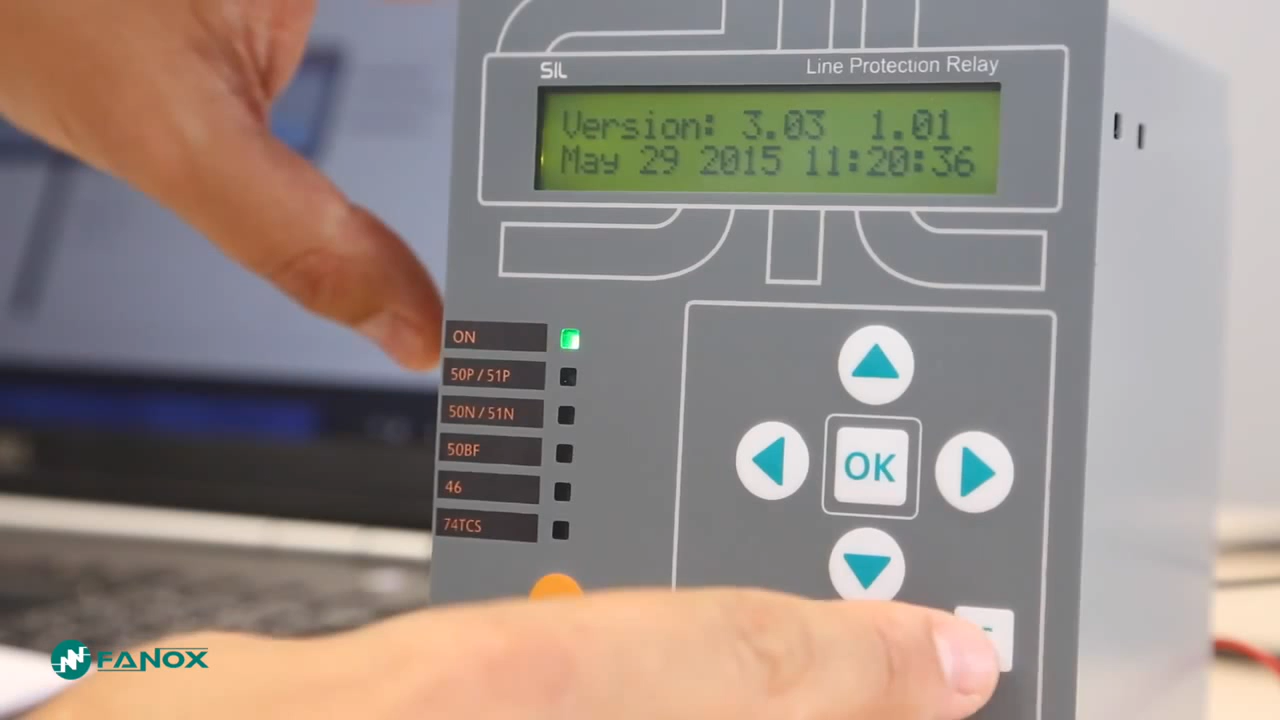 SIL
Line Protection Relay
Version: 3.03 1.01
May 29 2015 11:20:36
ON
50P / 51P
50N / 51N
50BF
46
74TCS
OK
FANOX